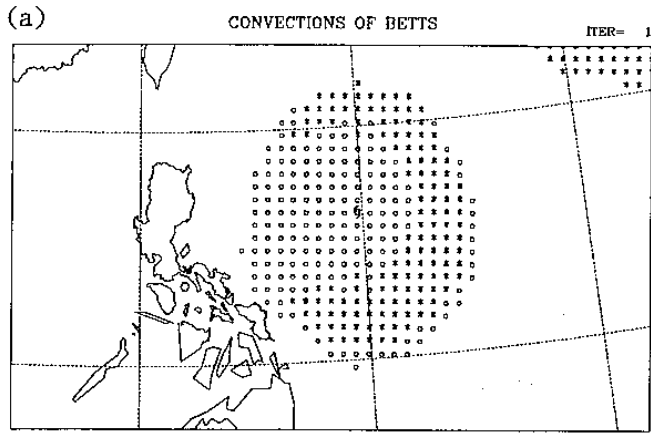 (a)
CONVECTIONS OF BETTS
ITER= 1